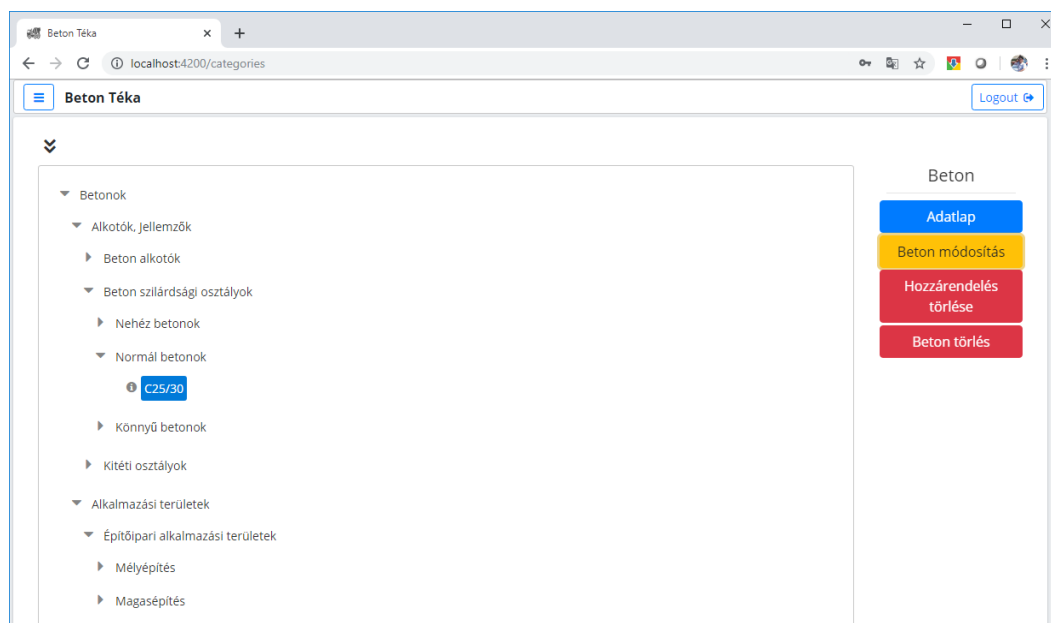 Beton Téka
localhost:4200/categories
Beton Téka
Logout
Beton
Betonok
Adatlap
Alkotók, Jellemzők
Beton módosítás
Beton alkotók
Hozzárendelés
törlése
Beton szilárdsági osztályok
Nehéz betonok
Beton törlés
Normál betonok
C25/30
Könnyű betonok
Kitéti osztályok
Alkalmazási területek
Építőipari alkalmazási területek
Mélyépítés
Magasépítés